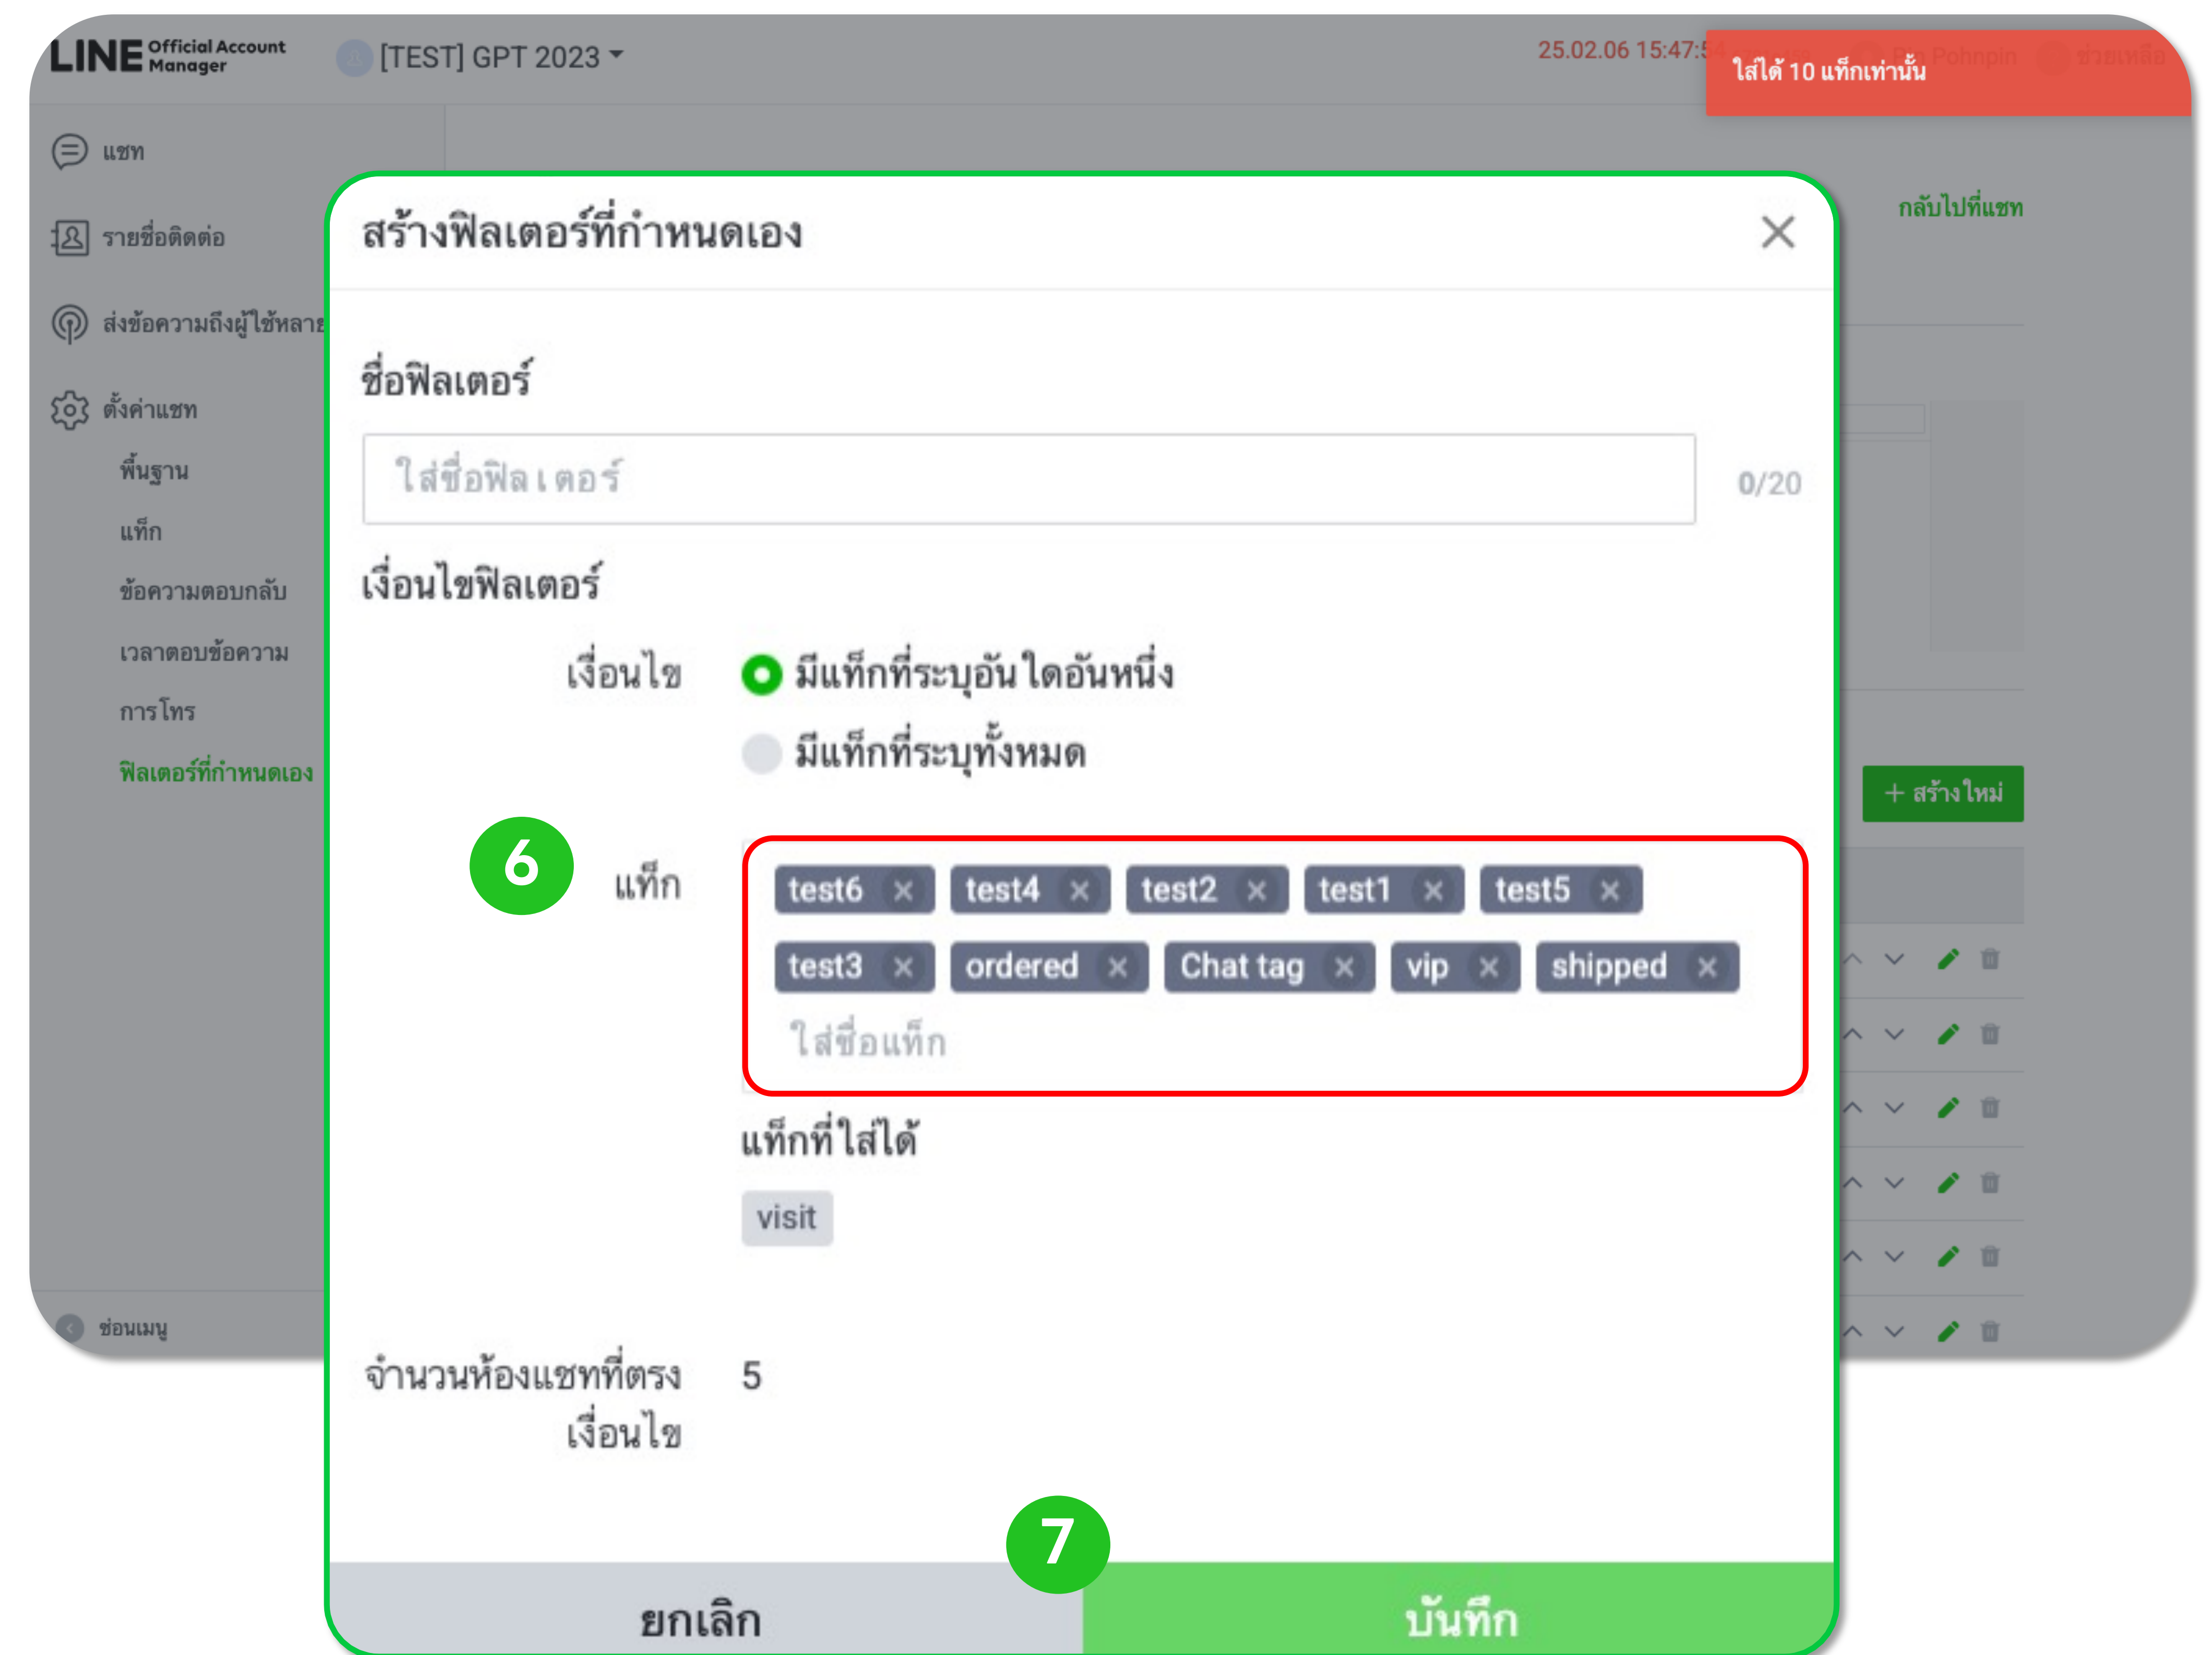 LINE Official Account Manager
[TEST] GPT 2023
25.02.06 15:47:5
ใส่ได้ 10 แท็กเท่านั้น
Pohnpin
ช่วยเหลือ
แชท
รายชื่อติดต่อ
ส่งข้อความถึงผู้ใช้หลาย
ตั้งค่าแชท
พื้นฐาน
แท็ก
ข้อความตอบกลับ
เวลาตอบข้อความ
การโทร
ฟิลเตอร์ที่กำหนดเอง
ซ่อนเมนู
กลับไปที่แชท
+ สร้างใหม่
สร้างฟิลเตอร์ที่กำหนดเอง
ชื่อฟิลเตอร์
ใส่ชื่อฟิลเตอร์
0/20
เงื่อนไขฟิลเตอร์
เงื่อนไข
มีแท็กที่ระบุอันใดอันหนึ่ง
มีแท็กที่ระบุทั้งหมด
6
แท็ก
test6 × test4 × test2 × test1 × test5 ×
test3 × ordered × Chat tag × vip × shipped ×
ใส่ชื่อแท็ก
แท็กที่ใส่ได้
visit
จำนวนห้องแชทที่ตรง
เงื่อนไข
5
7
ยกเลิก
บันทึก